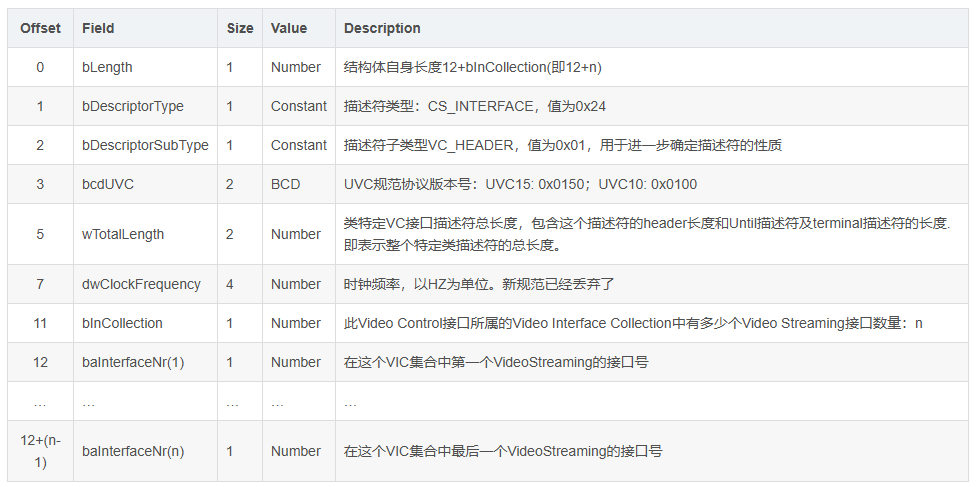 Offset Field Size Value Description
0 bLength 1 Number 结构体自身长度12+bInCollection(即12+n)
1 bDescriptorType 1 Constant 描述符类型：CS_INTERFACE，值为0x24
2 bDescriptorSubType 1 Constant 描述符子类型VC_HEADER，值为0x01，用于进一步确定描述符的性质
3 bcdUVC 2 BCD UVC规范协议版本号：UVC15: 0x0150；UVC10: 0x0100
5 wTotalLength 2 Number 类特定VC接口描述符总长度，包含这个描述符的header长度和Until描述符及terminal描述符的长度.
即表示整个特定类描述符的总长度。
7 dwClockFrequency 4 Number 时钟频率，以HZ为单位。新规范已经丢弃了
11 bInCollection 1 Number 此Video Control接口所属的Video Interface Collection中有多少个Video Streaming接口数量：n
12 baInterfaceNr(1) 1 Number 在这个VIC集合中第一个VideoStreaming的接口号
… … … … …
12+(n-
1) baInterfaceNr(n) 1 Number 在这个VIC集合中最后一个VideoStreaming的接口号